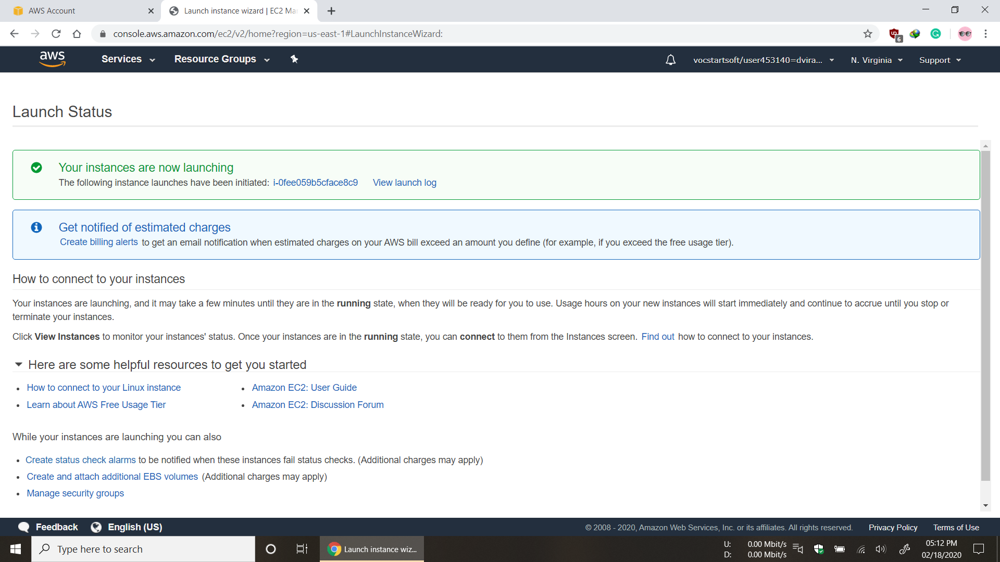 AWS Account
Launch instance wizard | EC2 Ma
console.aws.amazon.com/ec2/v2/home?region=us-east-1#LaunchInstanceWizard:
6
aws
Services
Resource Groups
vocstartsoft/user453140=dvira...
N. Virginia
Support
Launch Status
Your instances are now launching
The following instance launches have been initiated: i-0fee059b5cface8c9 View launch log
Get notified of estimated charges
Create billing alerts to get an email notification when estimated charges on your AWS bill exceed an amount you define (for example, if you exceed the free usage tier).
How to connect to your instances
Your instances are launching, and it may take a few minutes until they are in the running state, when they will be ready for you to use. Usage hours on your new instances will start immediately and continue to accrue until you stop or
terminate your instances.
Click View Instances to monitor your instances' status. Once your instances are in the running state, you can connect to them from the Instances screen. Find out how to connect to your instances.
Here are some helpful resources to get you started
• How to connect to your Linux instance
• Amazon EC2: User Guide
• Learn about AWS Free Usage Tier
• Amazon EC2: Discussion Forum
While your instances are launching you can also
• Create status check alarms to be notified when these instances fail status checks. (Additional charges may apply)
• Create and attach additional EBS volumes (Additional charges may apply)
• Manage security groups
Feedback
English (US)
© 2008 - 2020, Amazon Web Services, Inc. or its affiliates. All rights reserved.
Privacy Policy
Terms of Use
Type here to search
Launch instance wiz...
U: 0.00 Mbit/s
D: 0.00 Mbit/s
05:12 PM
02/18/2020